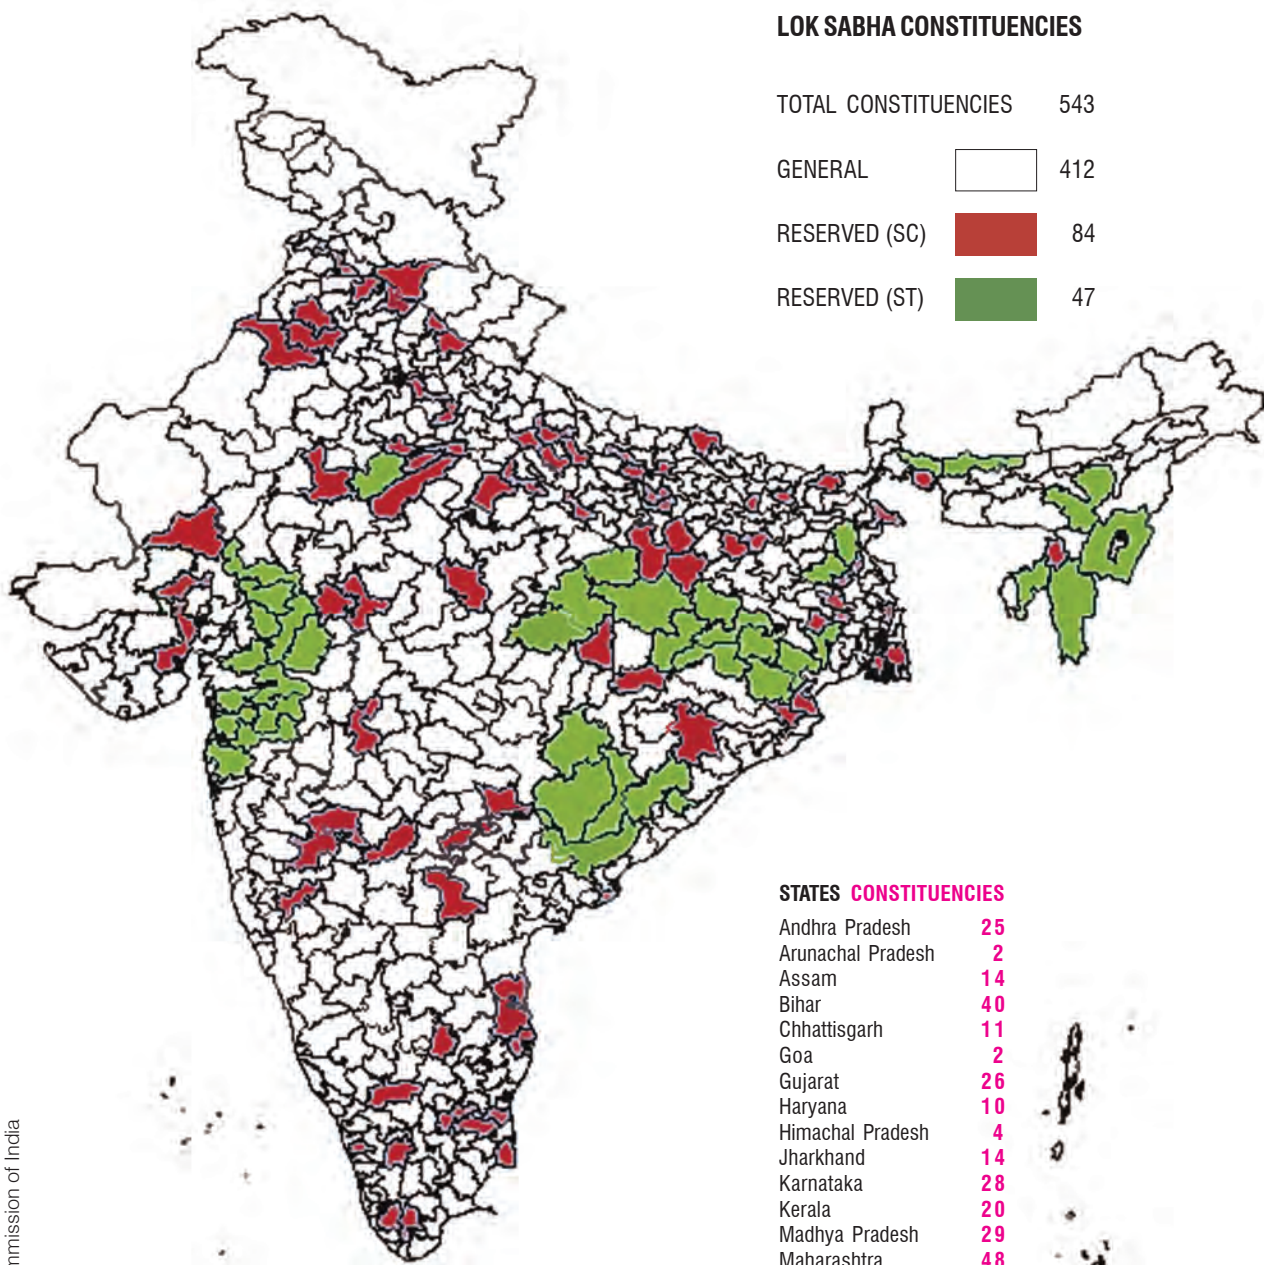 LOK SABHA CONSTITUENCIES
TOTAL CONSTITUENCIES 543
GENERAL 412
RESERVED (SC) 84
RESERVED (ST) 47
STATES CONSTITUENCIES
Andhra Pradesh 25
Arunachal Pradesh 2
Assam 14
Bihar 40
Chhattisgarh 11
Goa 2
Gujarat 26
Haryana 10
Himachal Pradesh 4
Jharkhand 14
Karnataka 28
Kerala 20
Madhya Pradesh 29
Maharashtra 48
mmission of India